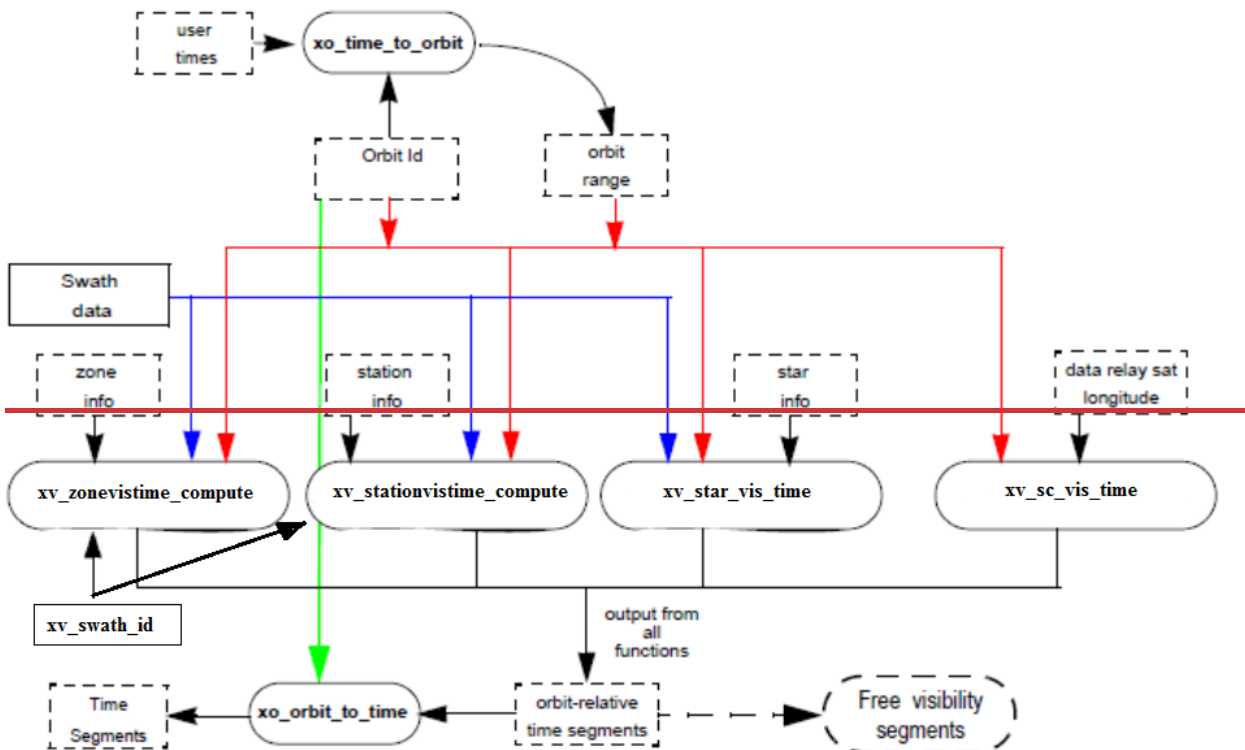 user
times
xo_time_to_orbit
Orbit Id
orbit
range
Swath
data
zone
info
station
info
star
info
data relay sat
longitude
xv_zonevistime_compute
xv_stationvistime_compute
xv_star_vis_time
xv_sc_vis_time
xv_swath_id
output from
all
functions
Time
Segments
xo_orbit_to_time
orbit-relative
time segments
Free visibility
segments